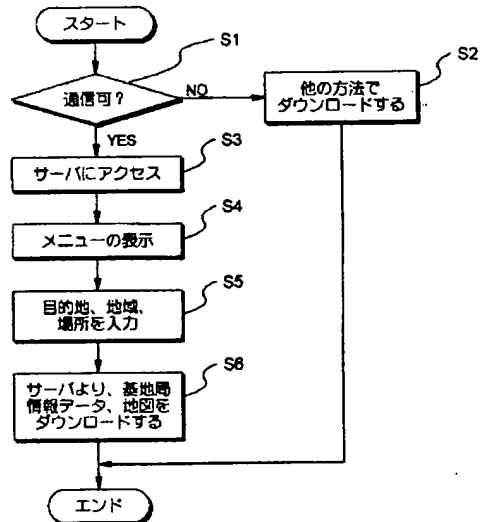 スタート
S1
通信可?
NO
S2
他の方法で
ダウンロードする
YES
S3
サーバにアクセス
S4
メニューの表示
S5
目的地、地域、
場所を入力
S6
サーバより、基地局
情報データ、地図を
ダウンロードする
エンド